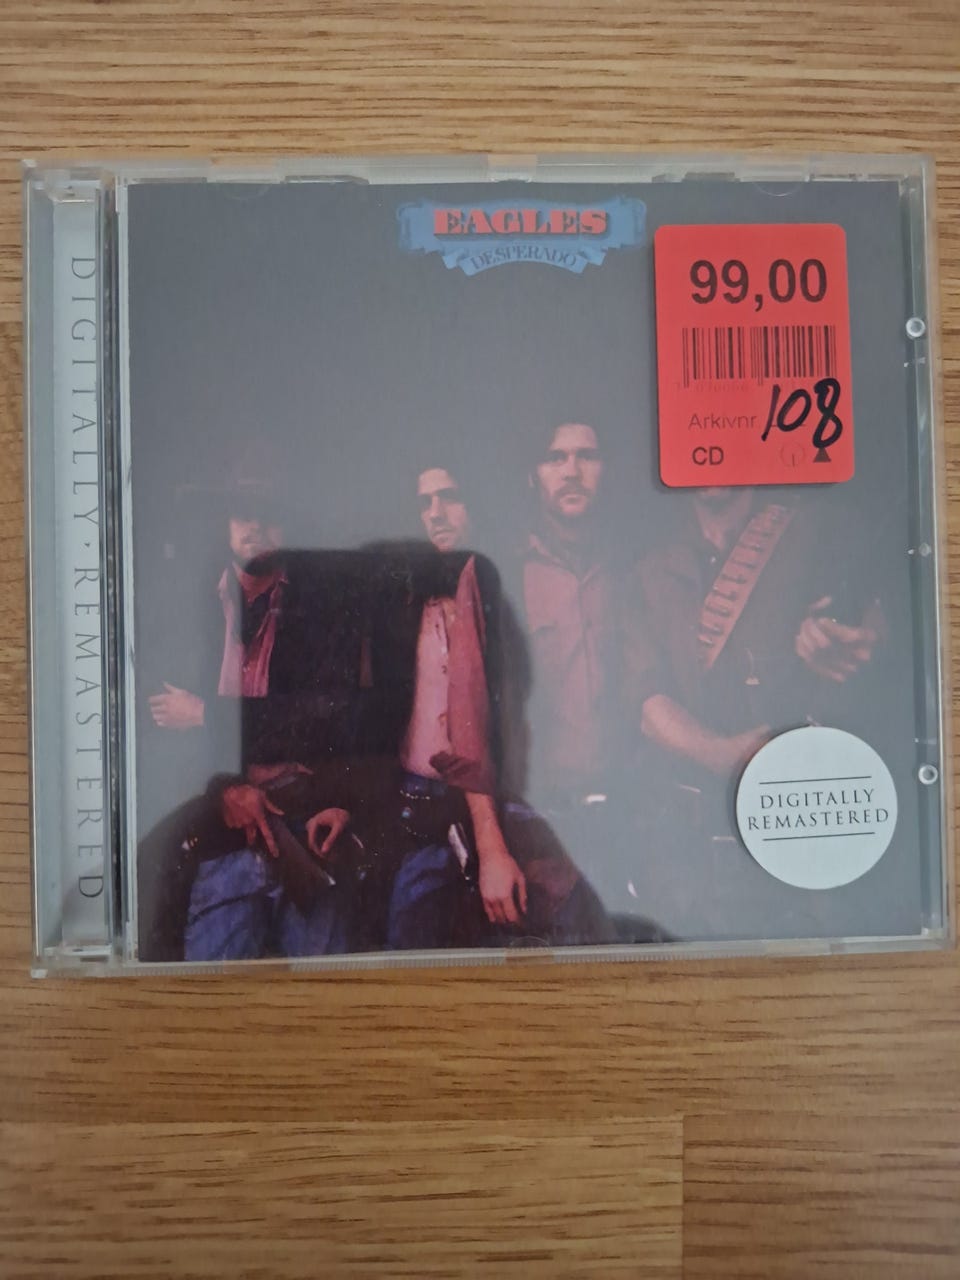 DIGITALLY · REMASTERED
EAGLES
DESPERADO
99,00
Arkivnr 108
CD
DIGITALLY
REMASTERED